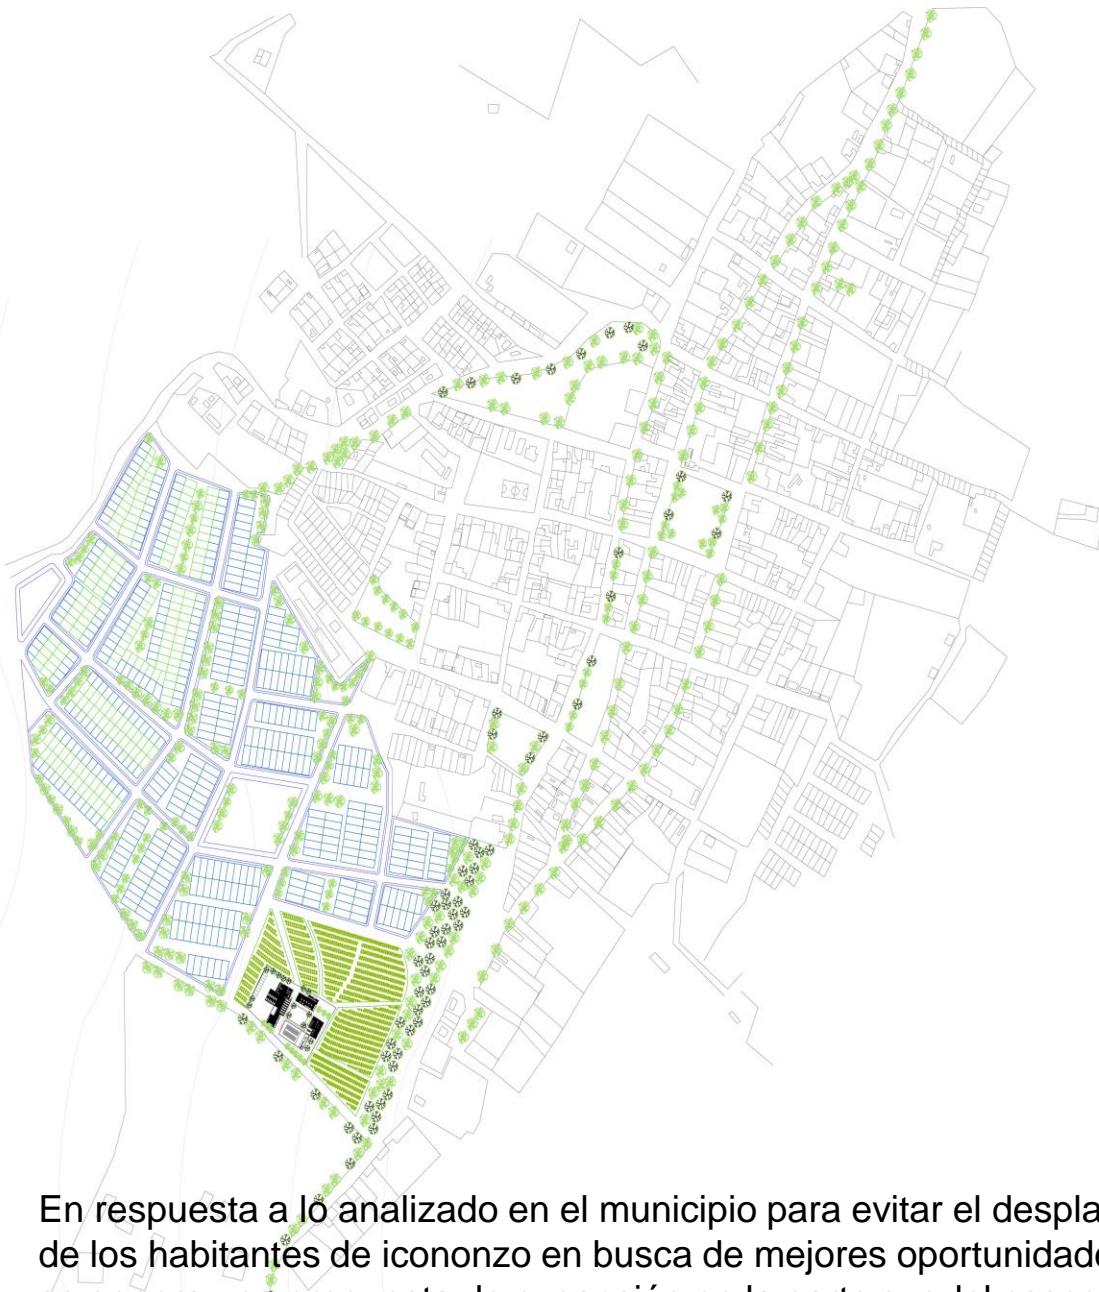 En respuesta a lo analizado en el municipio para evitar el despla
de los habitantes de icononzo en busca de mejores oportunidade